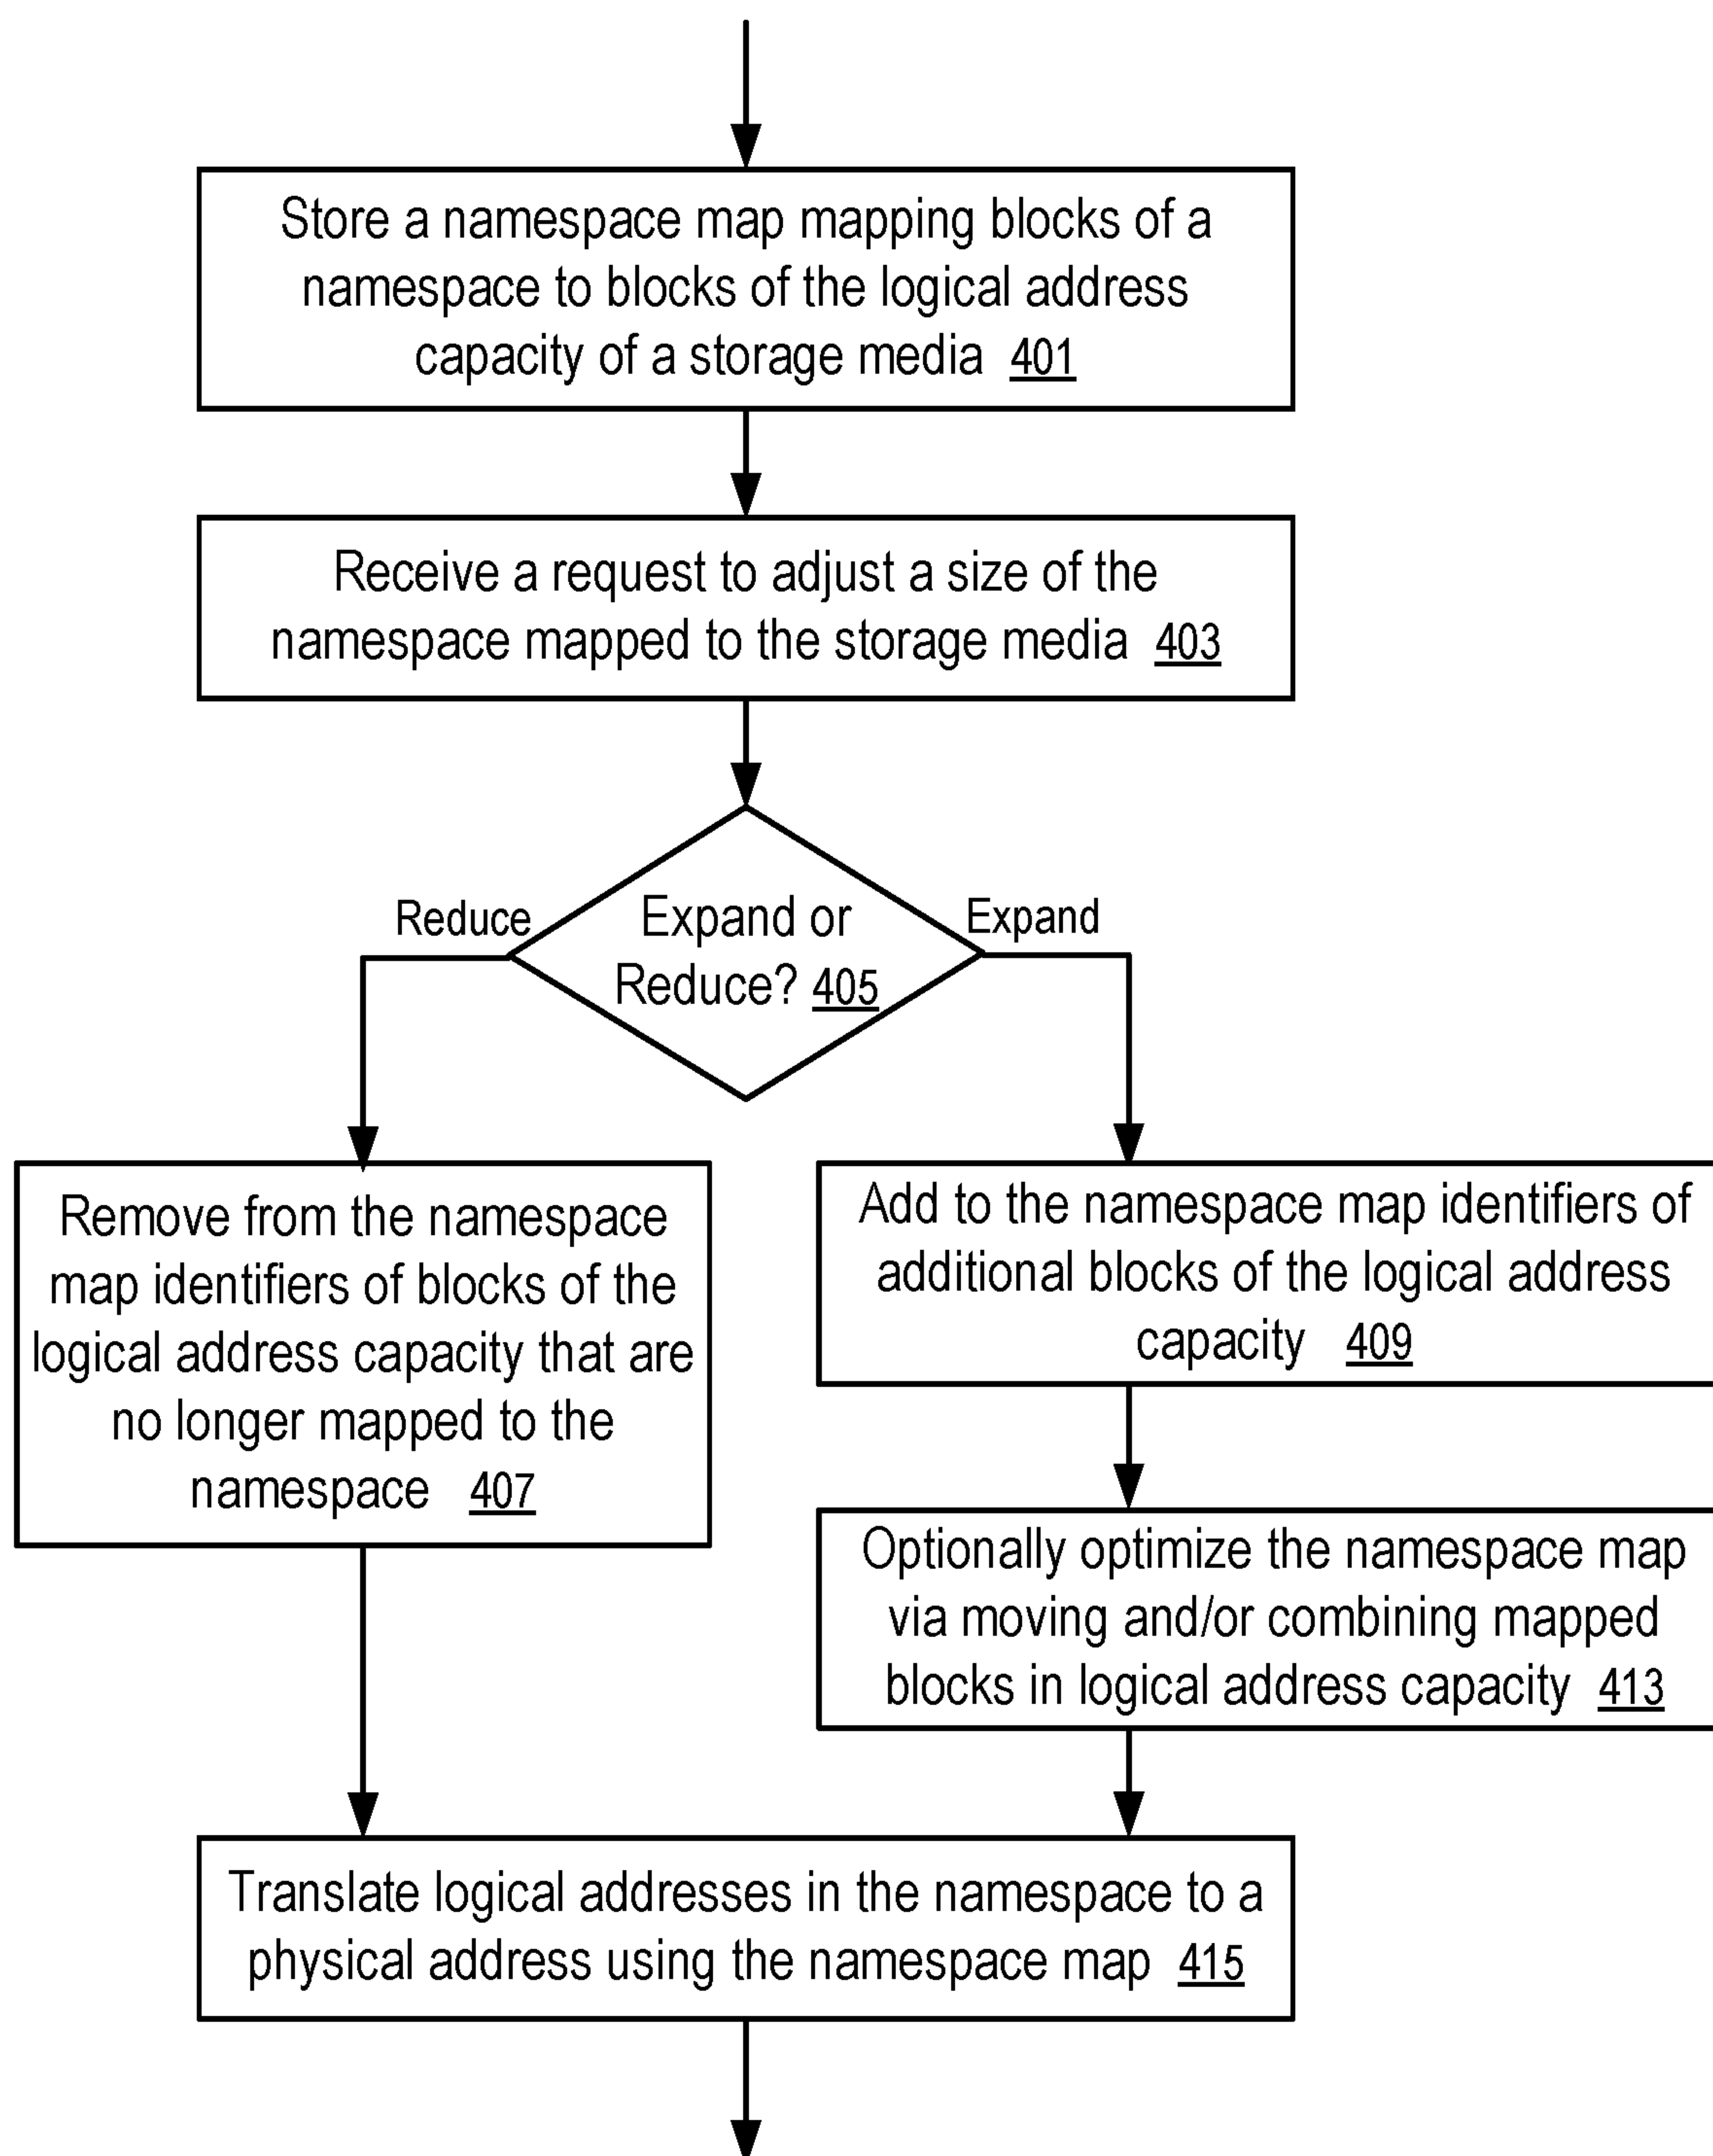 Store a namespace map mapping blocks of a
namespace to blocks of the logical address
capacity of a storage media 401
Receive a request to adjust a size of the
namespace mapped to the storage media 403
Reduce
Expand or
Reduce? 405
Expand
Remove from the namespace
map identifiers of blocks of the
logical address capacity that are
no longer mapped to the
namespace 407
Add to the namespace map identifiers of
additional blocks of the logical address
capacity 409
Optionally optimize the namespace map
via moving and/or combining mapped
blocks in logical address capacity 413
Translate logical addresses in the namespace to a
physical address using the namespace map 415